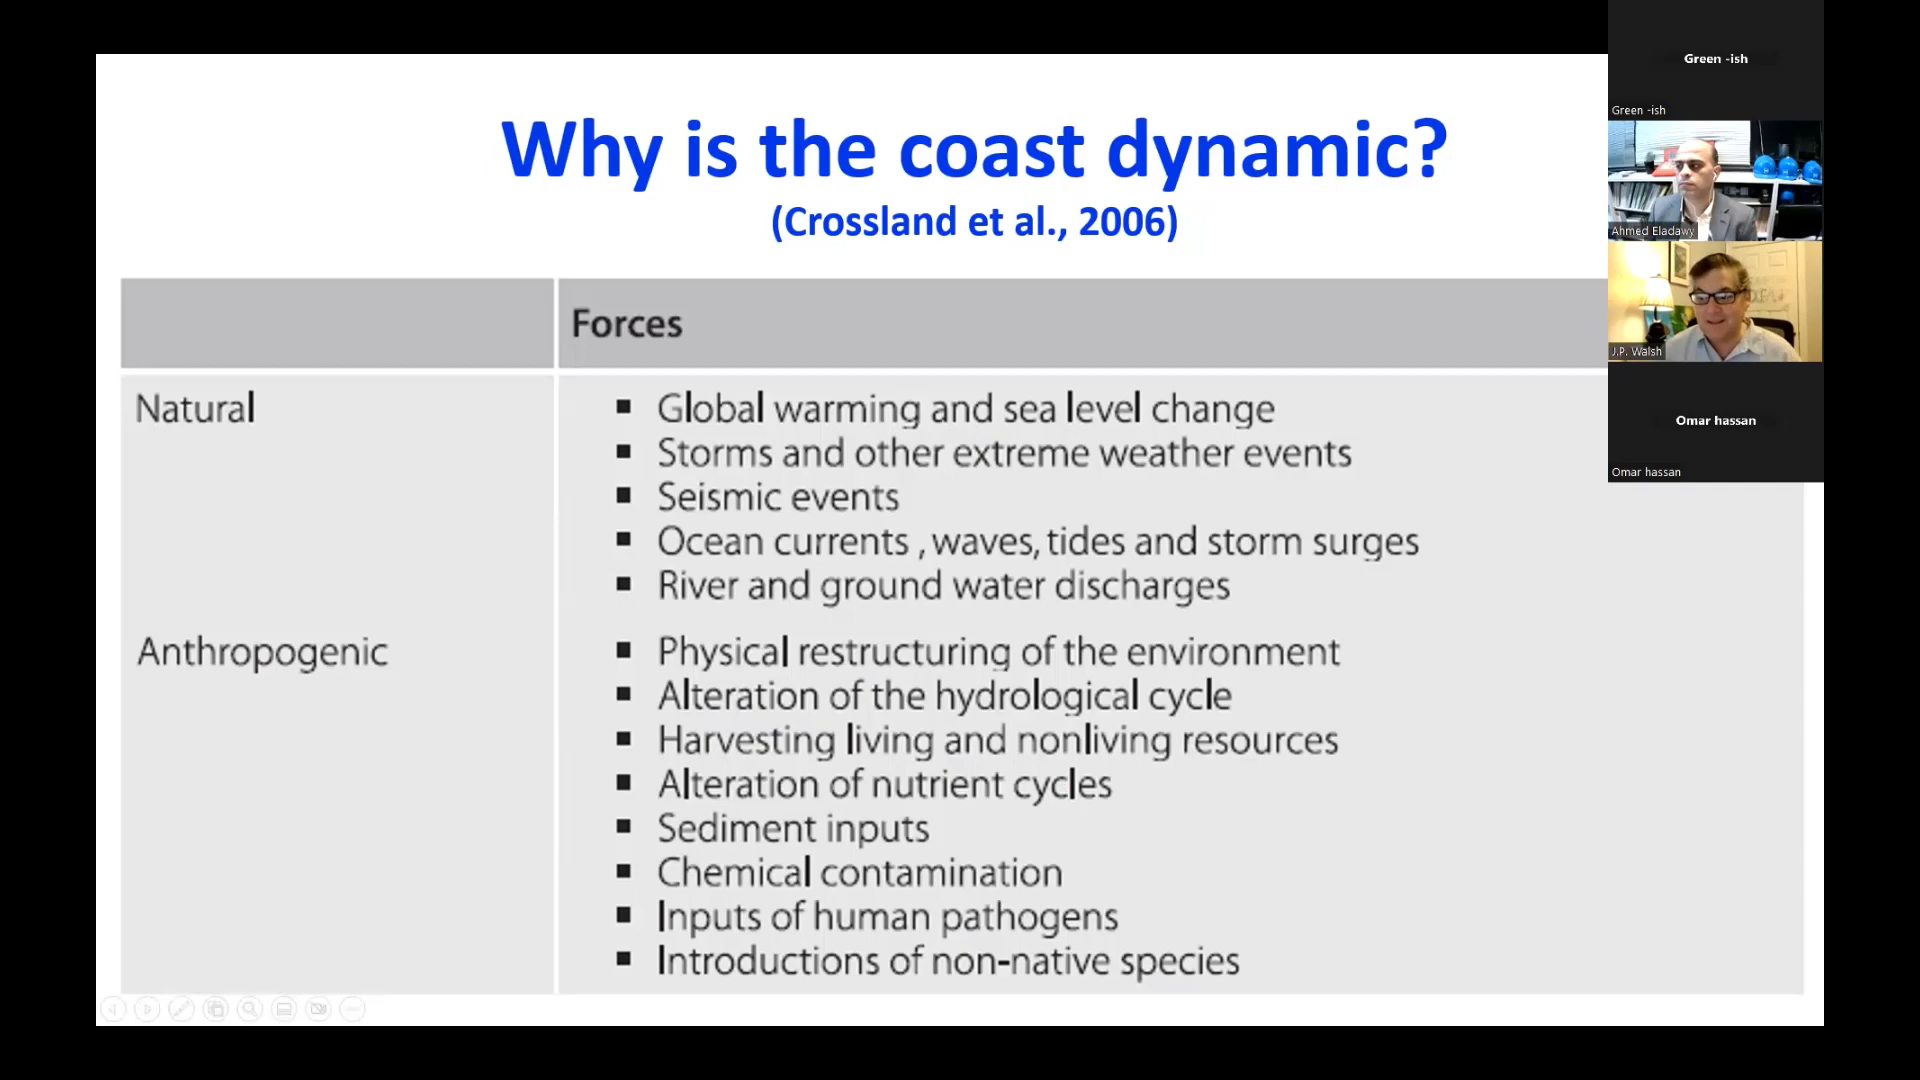 Why is the coast dynamic?
(Crossland et al., 2006)
Forces
Natural
▪ Global warming and sea level change
▪ Storms and other extreme weather events
▪ Seismic events
▪ Ocean currents , waves, tides and storm surges
▪ River and ground water discharges
Anthropogenic
▪ Physical restructuring of the environment
▪ Alteration of the hydrological cycle
▪ Harvesting living and nonliving resources
▪ Alteration of nutrient cycles
▪ Sediment inputs
▪ Chemical contamination
▪ Inputs of human pathogens
▪ Introductions of non-native species
Green -ish
Green -ish
Ahmed Eladawy
J.P. Walsh
Omar hassan
Omar hassan